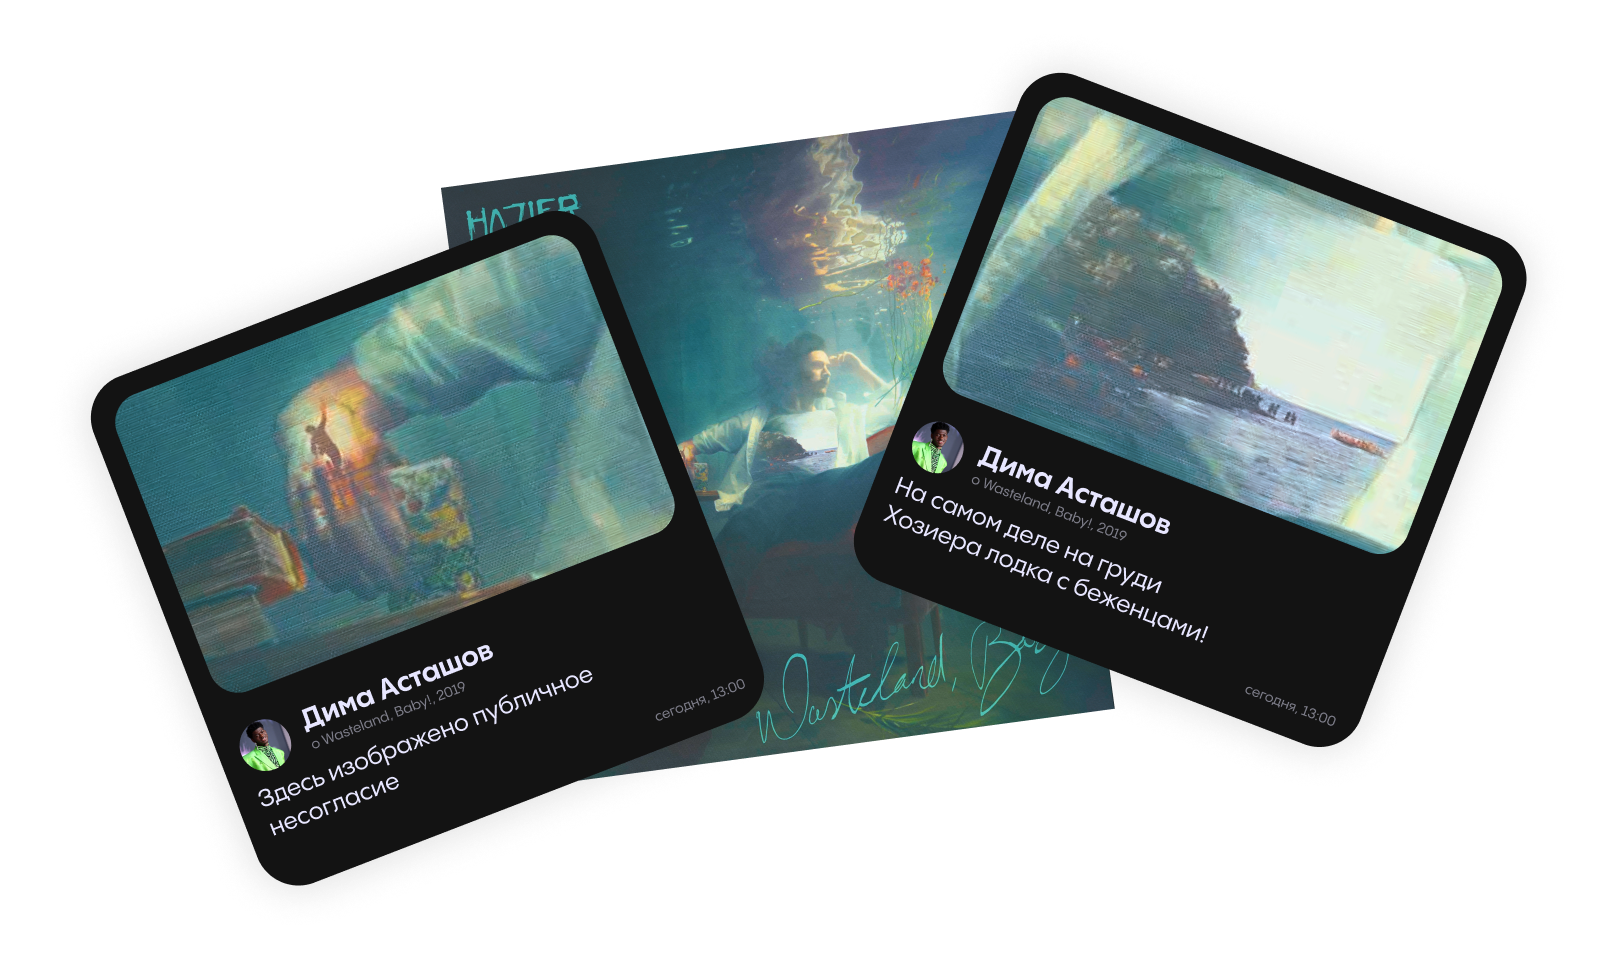 HOZIER
Дима Асташов
о Wasteland, Baby!, 2019
Здесь изображено публичное
несогласие
сегодня, 13:00
Wasteland, Baby
Дима Асташов
о Wasteland, Baby!, 2019
На самом деле на груди
Хозиера лодка с беженцами!
сегодня, 13:00